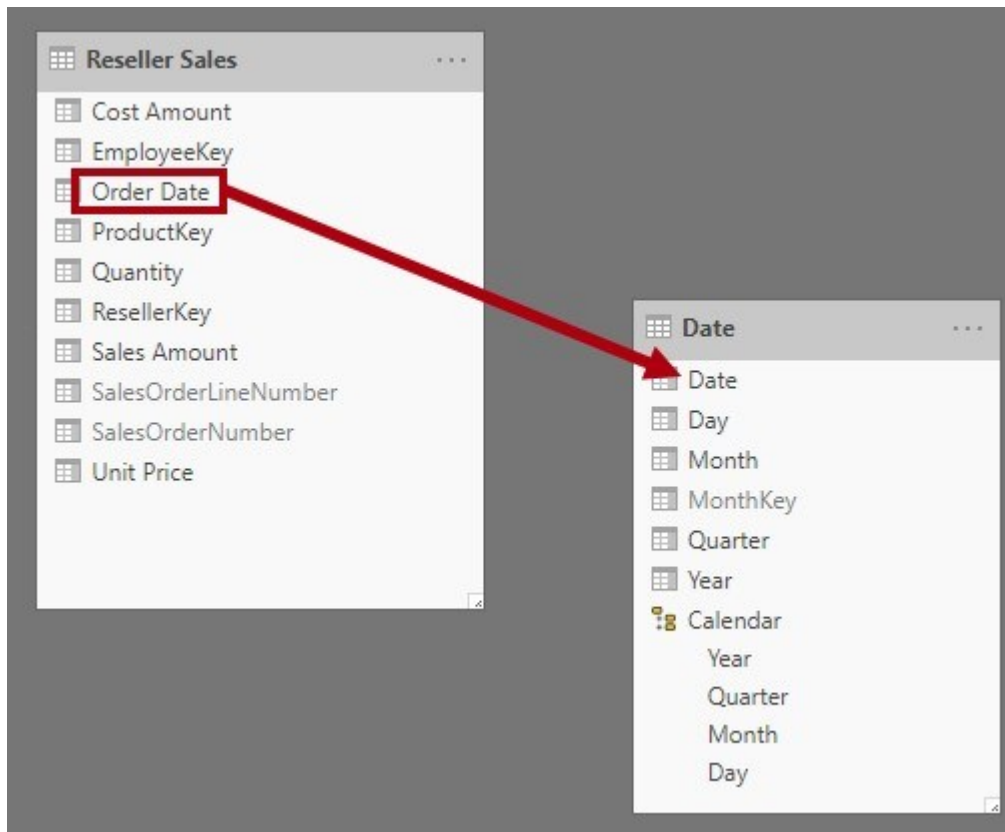 Reseller Sales
Cost Amount
EmployeeKey
Order Date
ProductKey
Quantity
ResellerKey
Sales Amount
SalesOrderLineNumber
SalesOrderNumber
Unit Price
Date
Date
Day
Month
MonthKey
Quarter
Year
Calendar
Year
Quarter
Month
Day